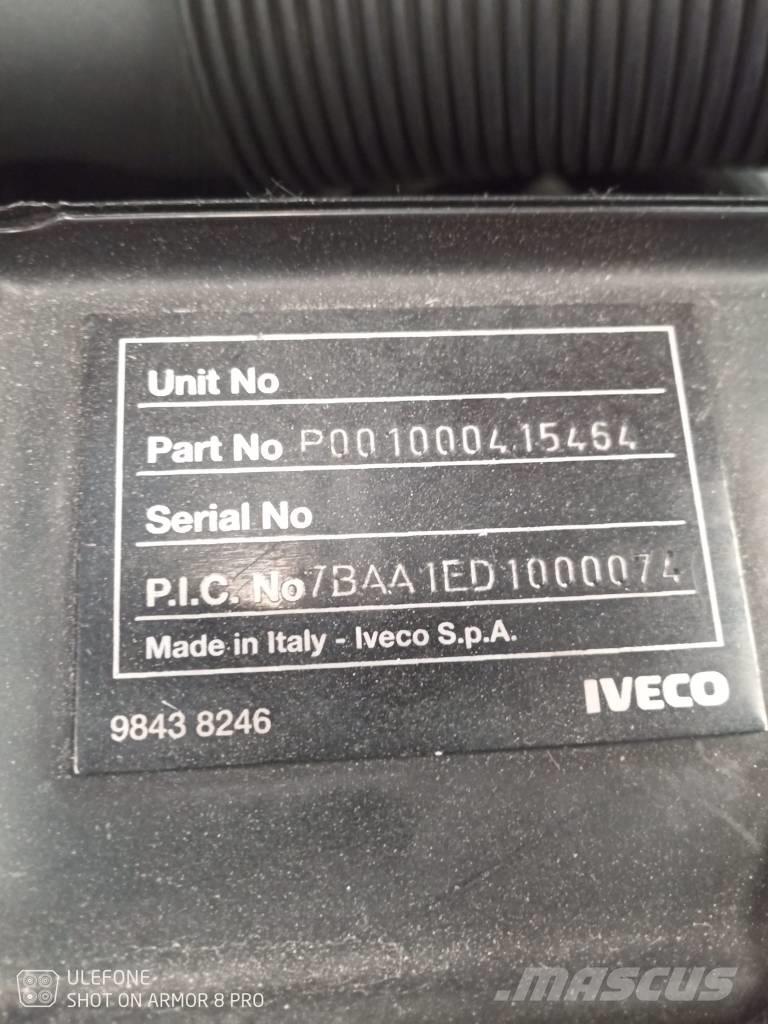 Unit No
Part No P0010000415464
Serial No
P.I.C. No 7BAA1ED1000074
Made in Italy - Iveco S.p.A.
IVECO
9843 8246
ULEFONE
SHOT ON ARMOR 8 PRO
MASCUS